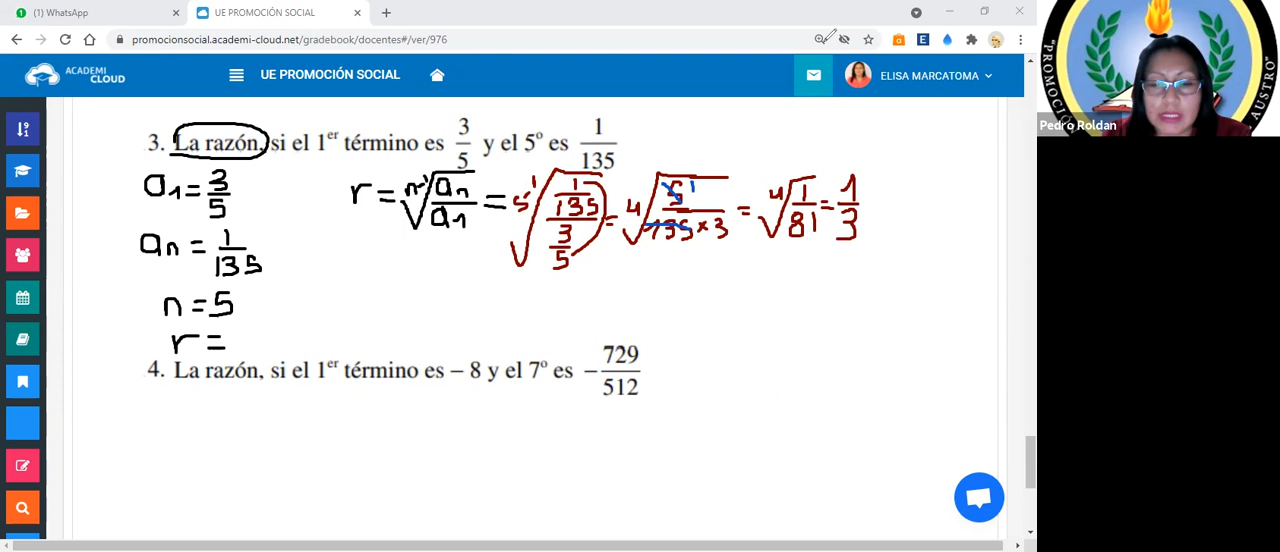 (1) WhatsApp
UE PROMOCIÓN SOCIAL
promocionsocial.academi-cloud.net/gradebook/docentes#/ver/976
ACADEMI CLOUD
UE PROMOCIÓN SOCIAL
ELISA MARCATOMA
Pedro Roldan
3. La razón, si el 1er término es 3/5 y el 5º es 1/135
a1 = 3/5
an = 1/135
n = 5
r =
r = ⁿ⁻¹√(an/a1) = ⁵⁻¹√((1/135)/(3/5)) = ⁴√(5 1/(135 × 3)) = ⁴√(1/81) = 1/3
4. La razón, si el 1er término es – 8 y el 7º es – 729/512